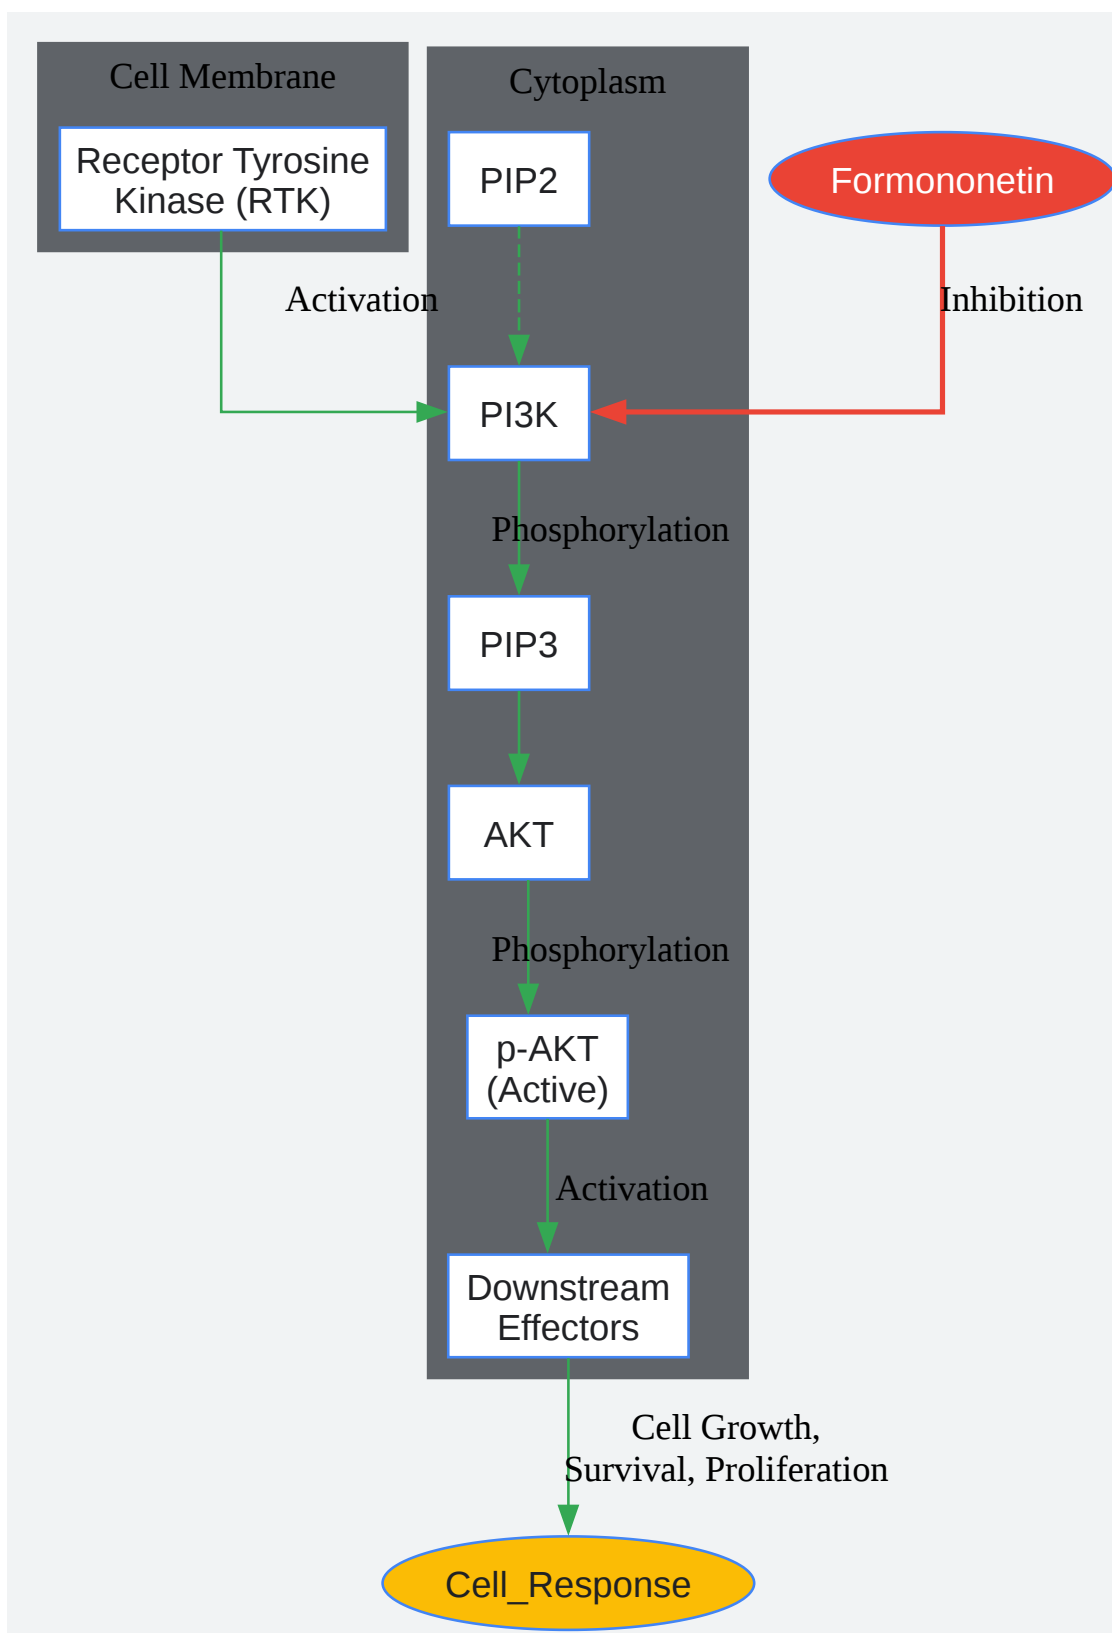 Cell Membrane
Cytoplasm
Receptor Tyrosine
Kinase (RTK)
PIP2
Formononetin
Activation
Inhibition
PI3K
Phosphorylation
PIP3
AKT
Phosphorylation
p-AKT
(Active)
Activation
Downstream
Effectors
Cell Growth,
Survival, Proliferation
Cell_Response